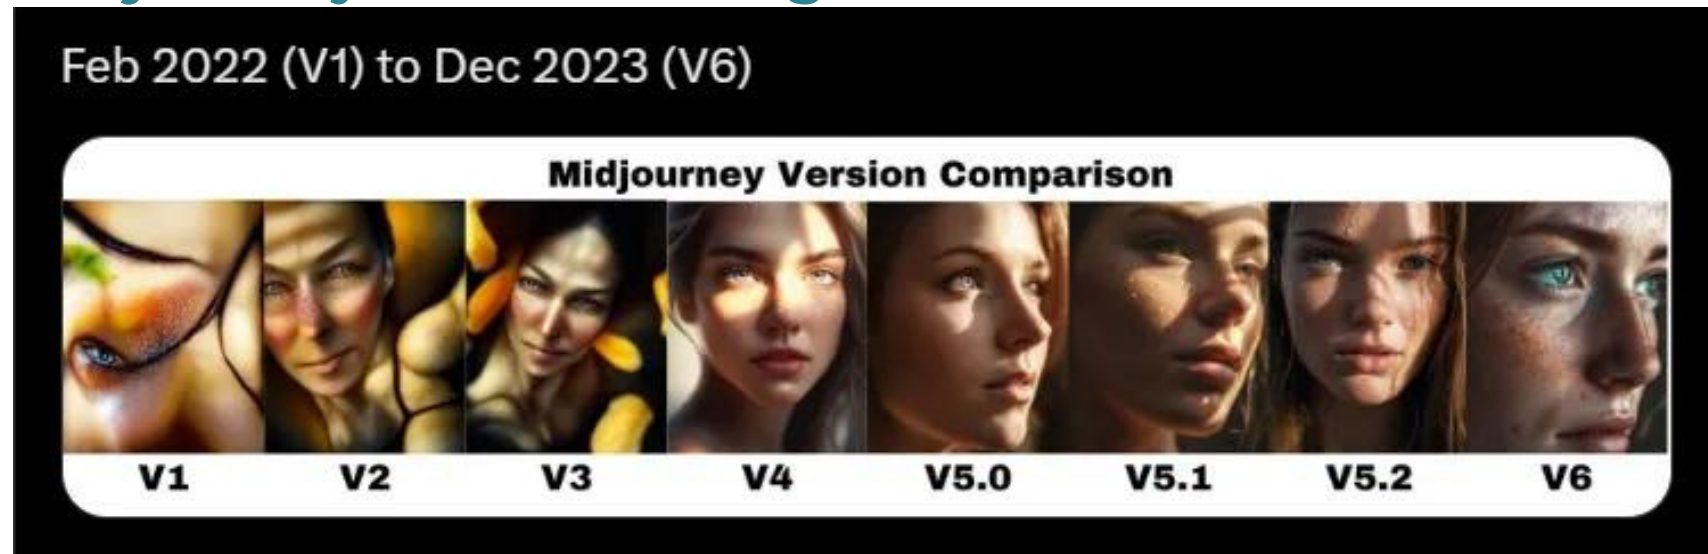 Feb 2022 (V1) to Dec 2023 (V6)
Midjourney Version Comparison
V1 V2 V3 V4 V5.0 V5.1 V5.2 V6